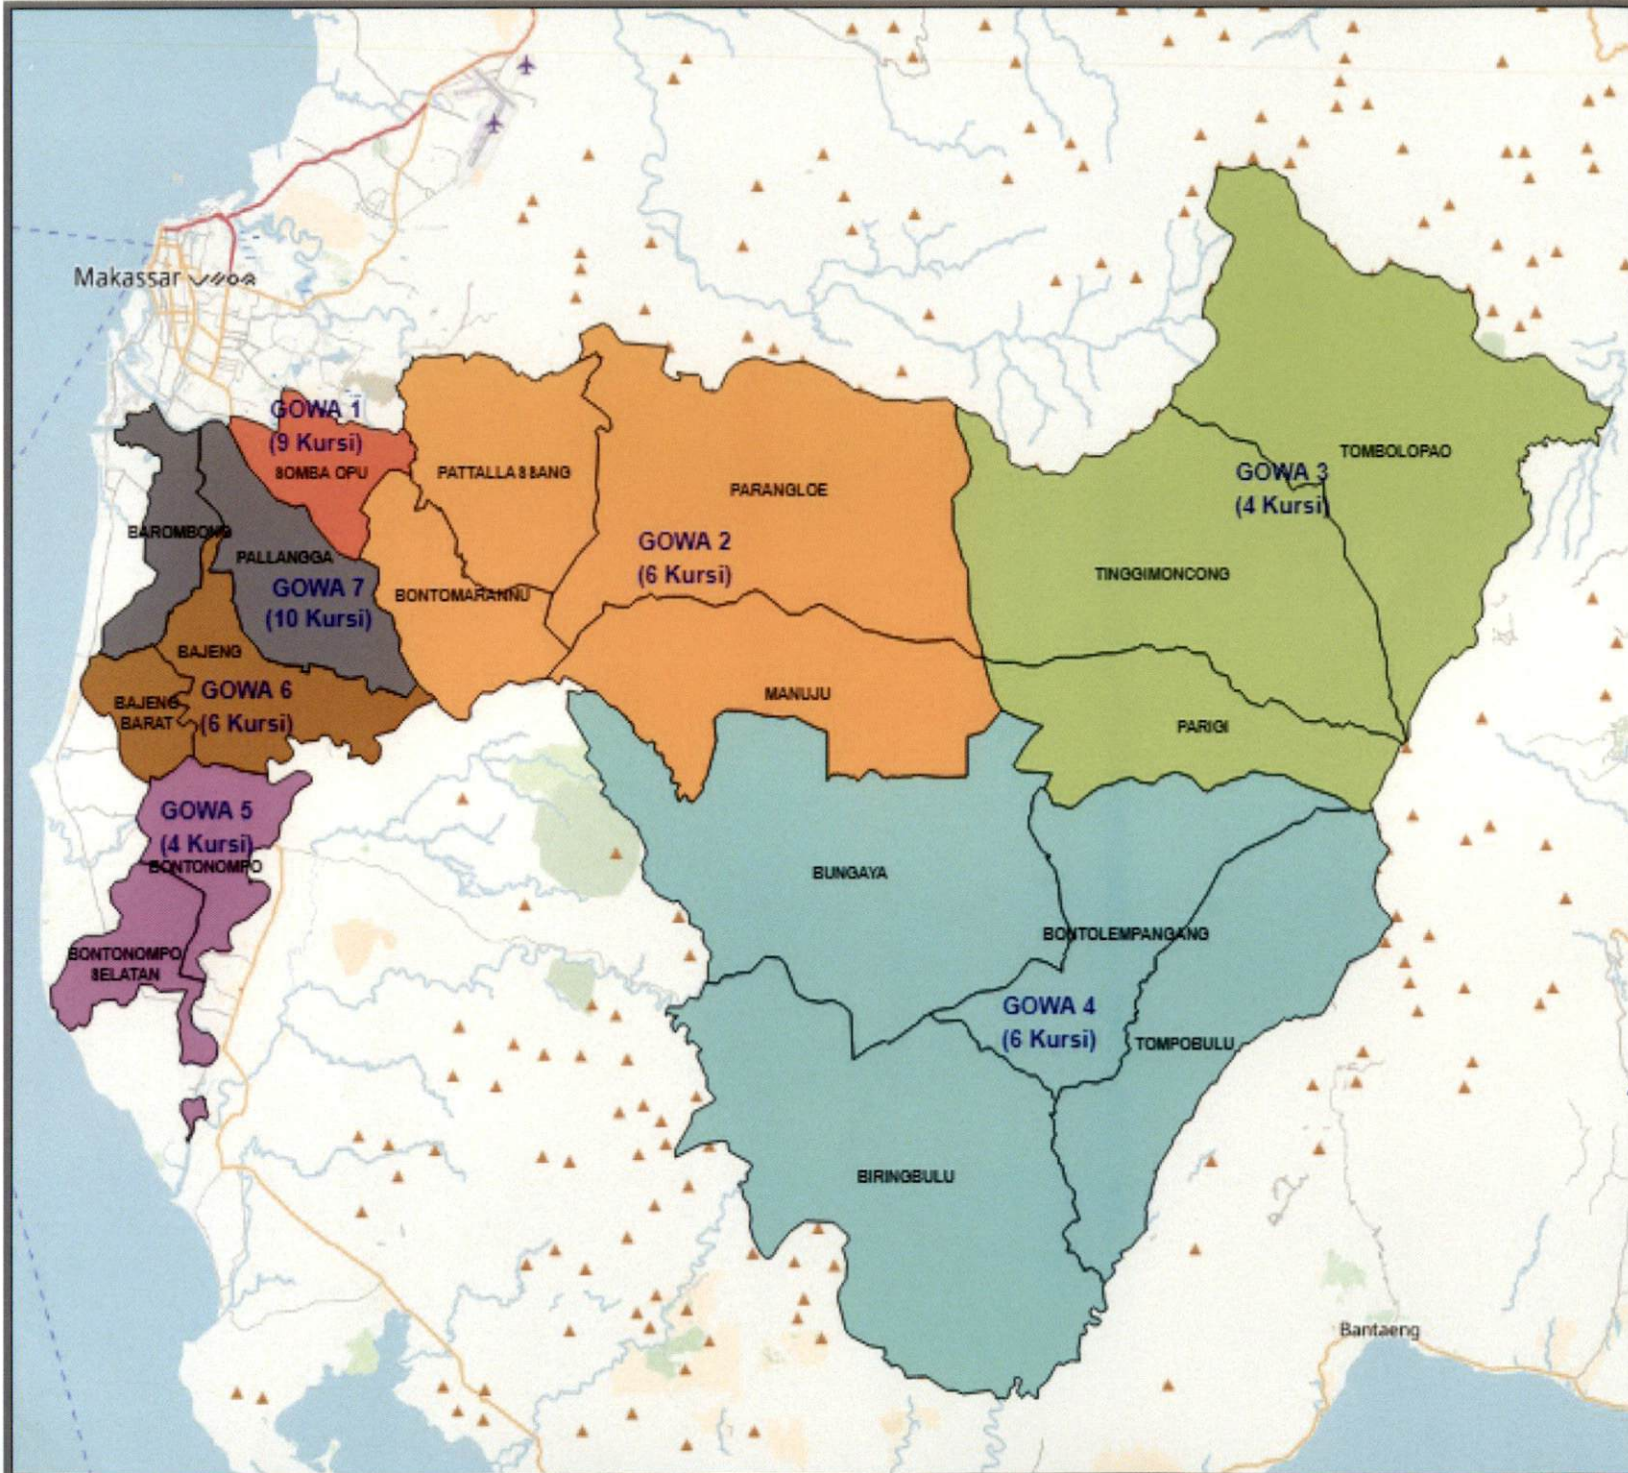 Makassar
GOWA 1
(9 Kursi)
SOMBA OPU
PATTALLASSANG
PARANGLOE
GOWA 2
(6 Kursi)
BONTOMARANNU
MANUJU
TOMBOLOPAO
GOWA 3
(4 Kursi)
TINGGIMONCONG
PARIGI
BAROMBONG
PALLANGGA
GOWA 7
(10 Kursi)
BAJENG
GOWA 6
(6 Kursi)
BAJENG
BARAT
GOWA 5
(4 Kursi)
BONTONOMPO
BONTONOMPO
SELATAN
BUNGAYA
BONTOLEMPANGANG
GOWA 4
(6 Kursi)
TOMPOBULU
BIRINGBULU
Bantaeng